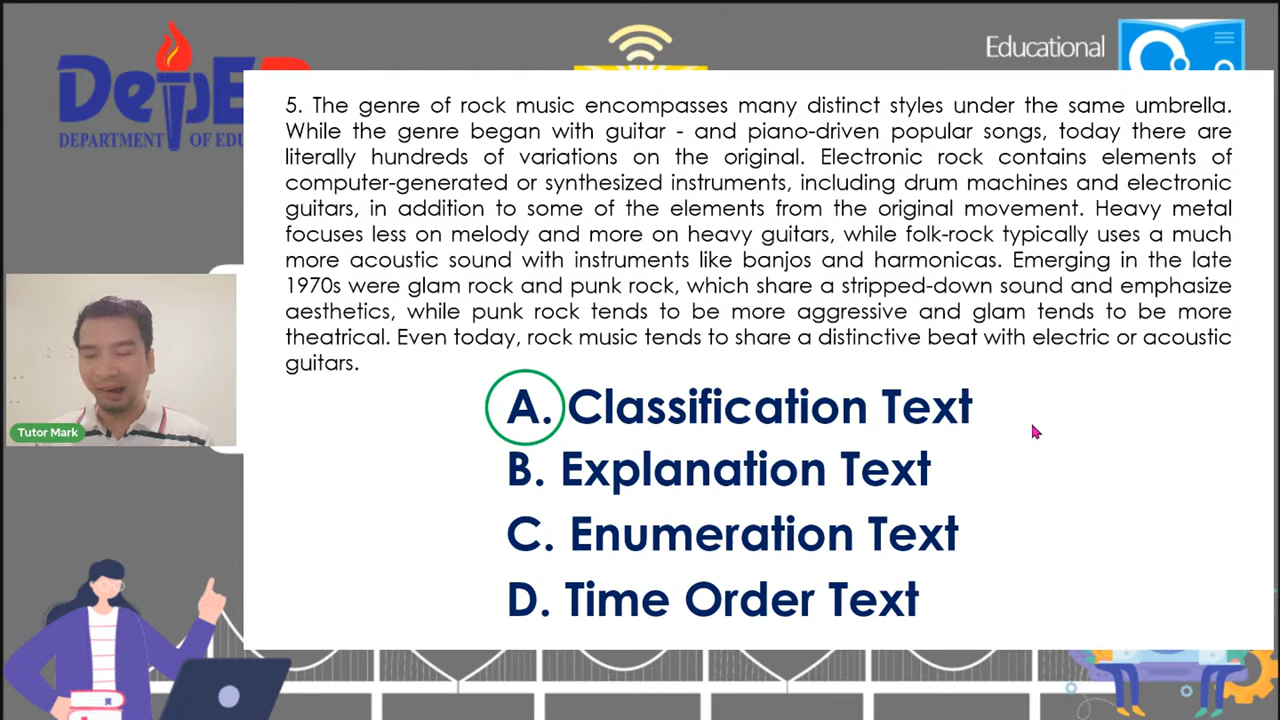 DepED
DEPARTMENT OF EDU
Educational
5. The genre of rock music encompasses many distinct styles under the same umbrella.
While the genre began with guitar - and piano-driven popular songs, today there are
literally hundreds of variations on the original. Electronic rock contains elements of
computer-generated or synthesized instruments, including drum machines and electronic
guitars, in addition to some of the elements from the original movement. Heavy metal
focuses less on melody and more on heavy guitars, while folk-rock typically uses a much
more acoustic sound with instruments like banjos and harmonicas. Emerging in the late
1970s were glam rock and punk rock, which share a stripped-down sound and emphasize
aesthetics, while punk rock tends to be more aggressive and glam tends to be more
theatrical. Even today, rock music tends to share a distinctive beat with electric or acoustic
guitars.
A. Classification Text
B. Explanation Text
C. Enumeration Text
D. Time Order Text
Tutor Mark